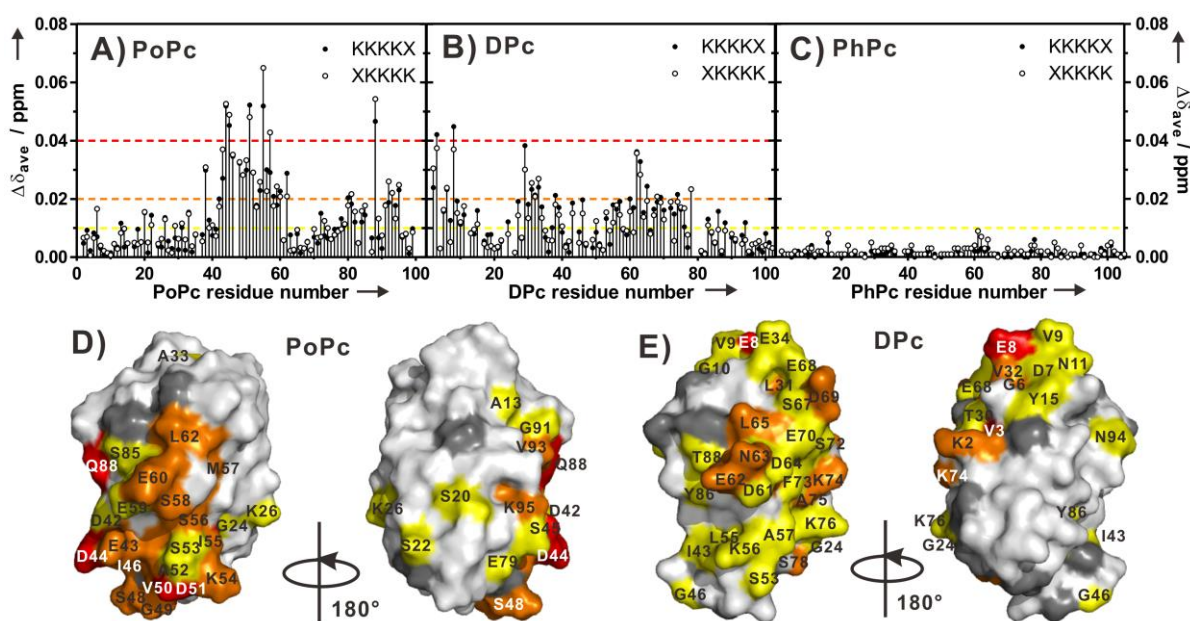 A) PoPc
• KKKKX
○ XKKKK
B) DPc
• KKKKX
○ XKKKK
C) PhPc
• KKKKX
○ XKKKK
Δδave / ppm
0.08
0.06
0.04
0.02
0.00
0 20 40 60 80 100
20 40 60 80 100
20 40 60 80 100
0.08
0.06
0.04
0.02
0.00
Δδave / ppm
PoPc residue number
DPc residue number
PhPc residue number
D) PoPc
A33
L62
S85
Q88
M57
E60
S58
E59
D42
S56
K26
G24
D44
E43
S53
I55
I46
A52
K54
V50
D51
S48
G49
180°
A13
G91
V93
Q88
K26
S20
K95
D42
S22
E79
D44
S48
E) DPc
V9
E8
E34
G10
E68
L31
S67
D69
L65
E70
S72
T88
N63
D64
E62
F73
K74
D61
Y86
A75
K76
L55
I43
A57
K56
G24
S53
S78
G46
180°
E8
V9
V32
D7
N11
E68
G6
Y15
V3
K2
N94
K74
K76
Y86
G24
I43
G46